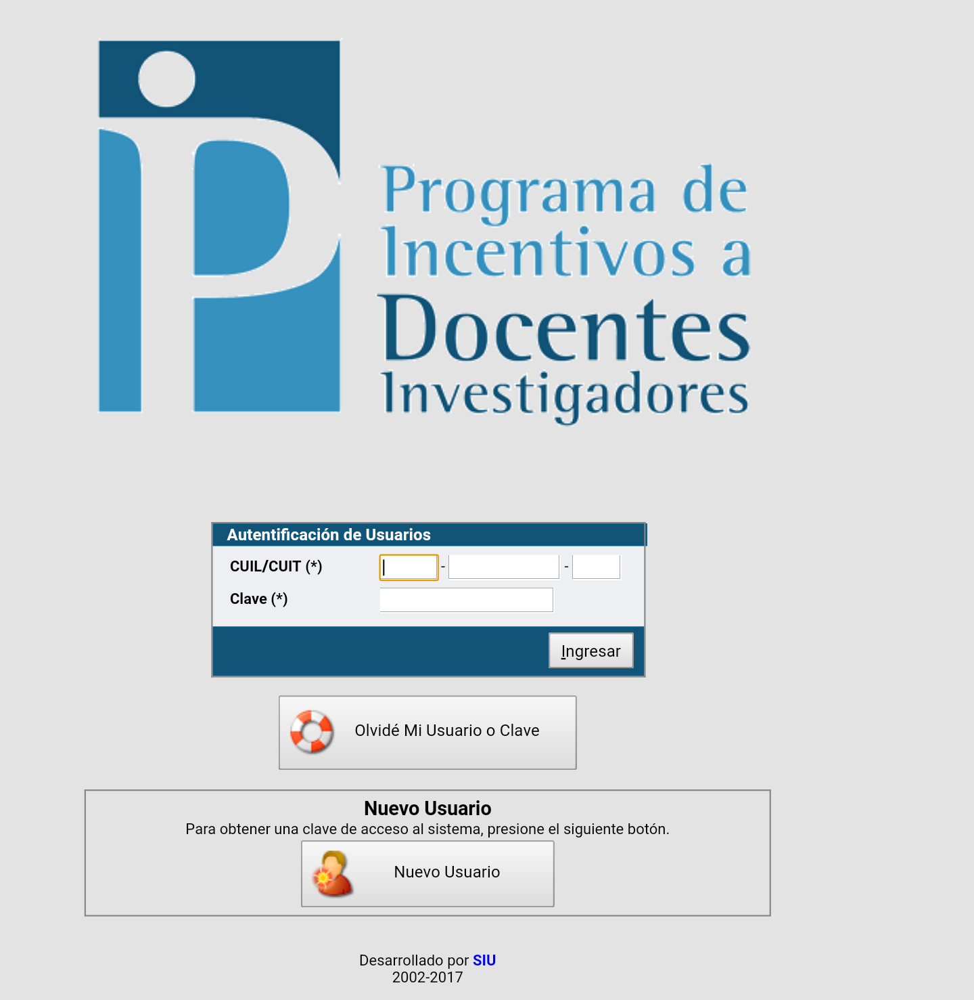 Programa de
Incentivos a
Docentes
Investigadores
Autentificación de Usuarios
CUIL/CUIT (*) - -
Clave (*)
Ingresar
Olvidé Mi Usuario o Clave
Nuevo Usuario
Para obtener una clave de acceso al sistema, presione el siguiente botón.
Nuevo Usuario
Desarrollado por SIU
2002-2017